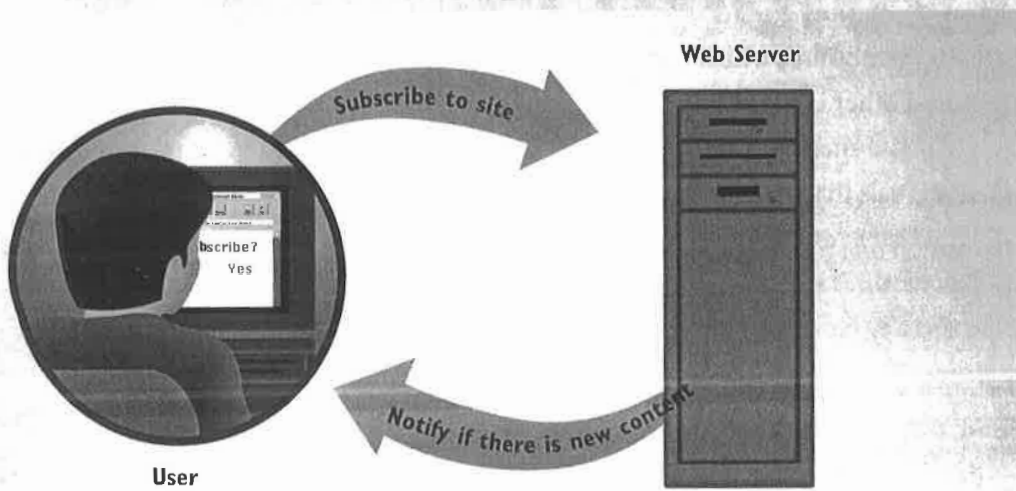 Web Server
Subscribe to site
bscribe?
Yes
Notify if there is new content
User